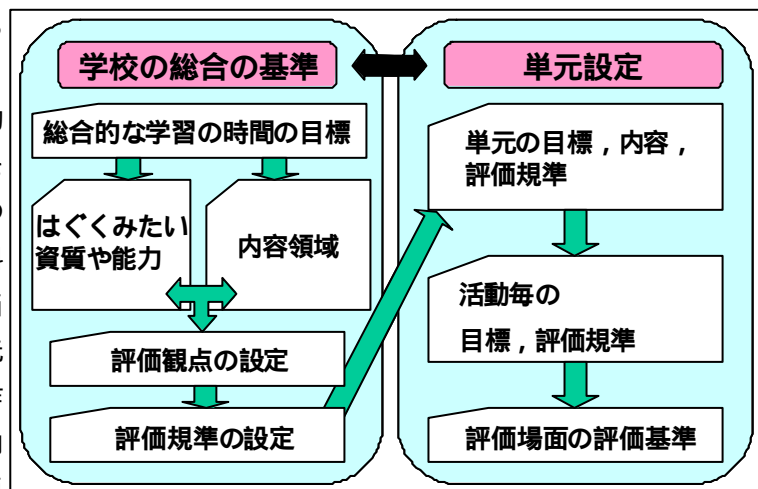 学校の総合の基準
総合的な学習の時間の目標
はぐくみたい
資質や能力
内容領域
評価観点の設定
評価規準の設定
単元設定
単元の目標，内容，
評価規準
活動毎の
目標，評価規準
評価場面の評価基準